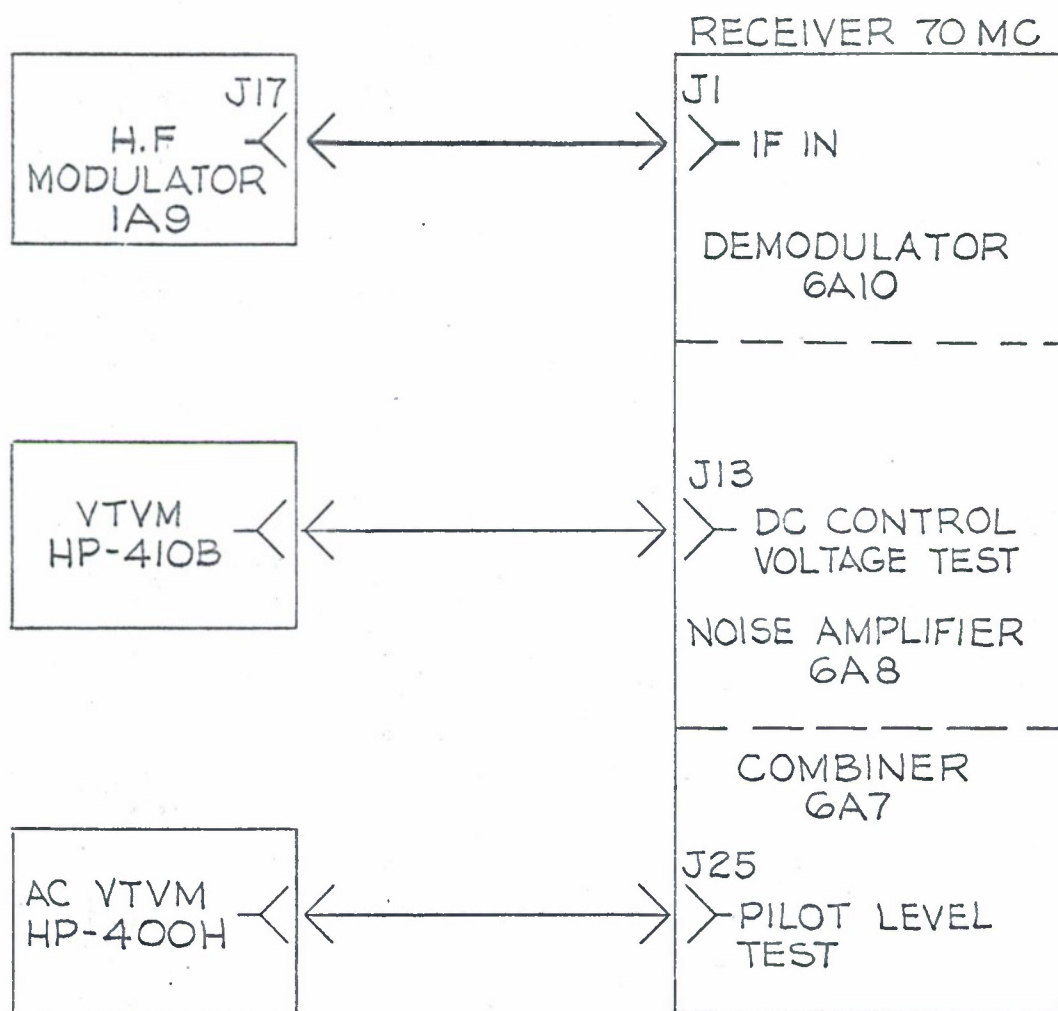 RECEIVER 70 MC
J17
H.F
MODULATOR
1A9
J1
IF IN
DEMODULATOR
6A10
VTVM
HP-410B
J13
DC CONTROL
VOLTAGE TEST
NOISE AMPLIFIER
6A8
COMBINER
6A7
AC VTVM
HP-400H
J25
PILOT LEVEL
TEST